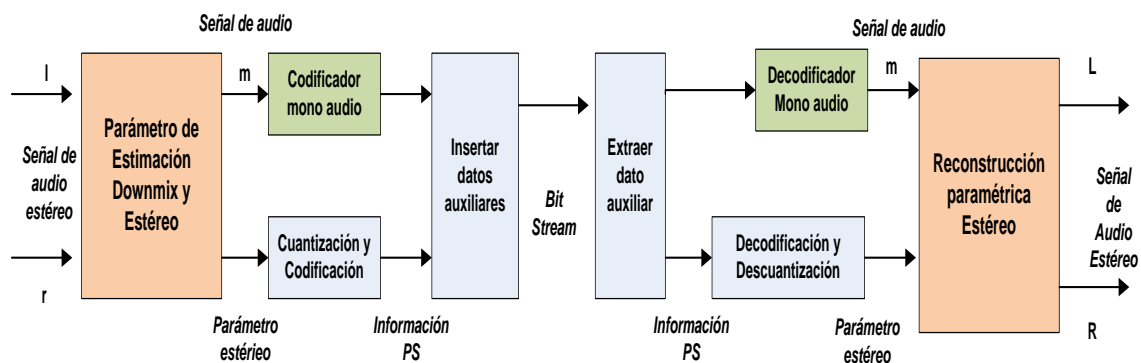 Señal de audio
Señal de audio
l
Señal de
audio
estéreo
r
Parámetro de
Estimación
Downmix y
Estéreo
m
Codificador
mono audio
Cuantización y
Codificación
Parámetro
estérieo
Información
PS
Insertar
datos
auxiliares
Bit
Stream
Extraer
dato
auxiliar
Decodificador
Mono audio
m
Decodificación y
Descuantización
Información
PS
Parámetro
estéreo
Reconstrucción
paramétrica
Estéreo
L
Señal
de
Audio
Estéreo
R